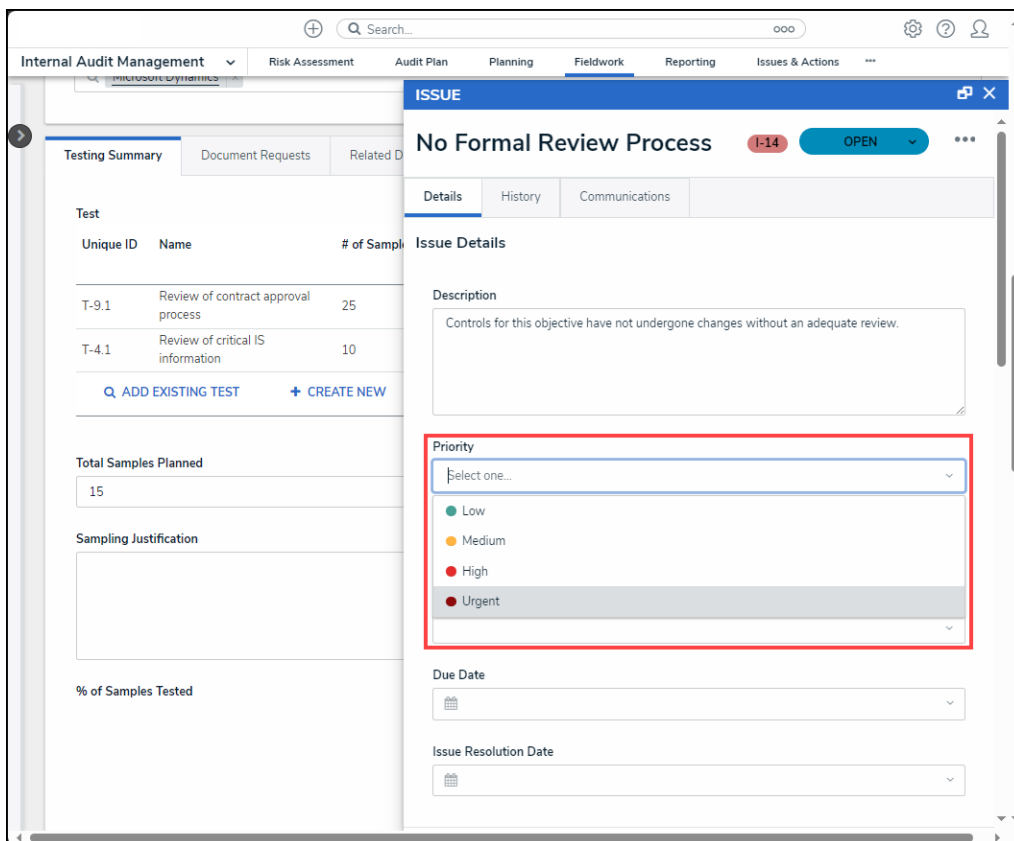 Search...
ooo
Internal Audit Management
Risk Assessment
Audit Plan
Planning
Fieldwork
Reporting
Issues & Actions
Microsoft Dynamics
Testing Summary
Document Requests
Related D
Test
Unique ID
Name
# of Sample
T-9.1
Review of contract approval
process
25
T-4.1
Review of critical IS
information
10
ADD EXISTING TEST
+ CREATE NEW
Total Samples Planned
15
Sampling Justification
% of Samples Tested
ISSUE
No Formal Review Process
I-14
OPEN
Details
History
Communications
Issue Details
Description
Controls for this objective have not undergone changes without an adequate review.
Priority
Select one...
Low
Medium
High
Urgent
Due Date
Issue Resolution Date